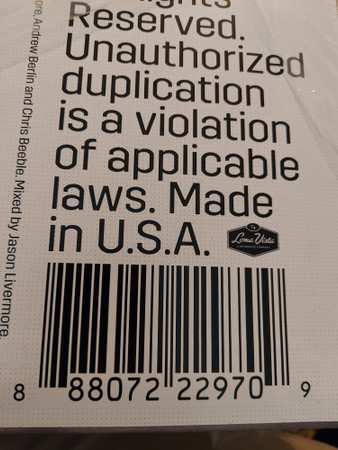 Reserved.
Unauthorized
duplication
is a violation
of applicable
laws. Made
in U.S.A.
Loma Vista
8 88072 22970 9
Andrew Berlin and Chris Beeble. Mixed by Jason Livermore.